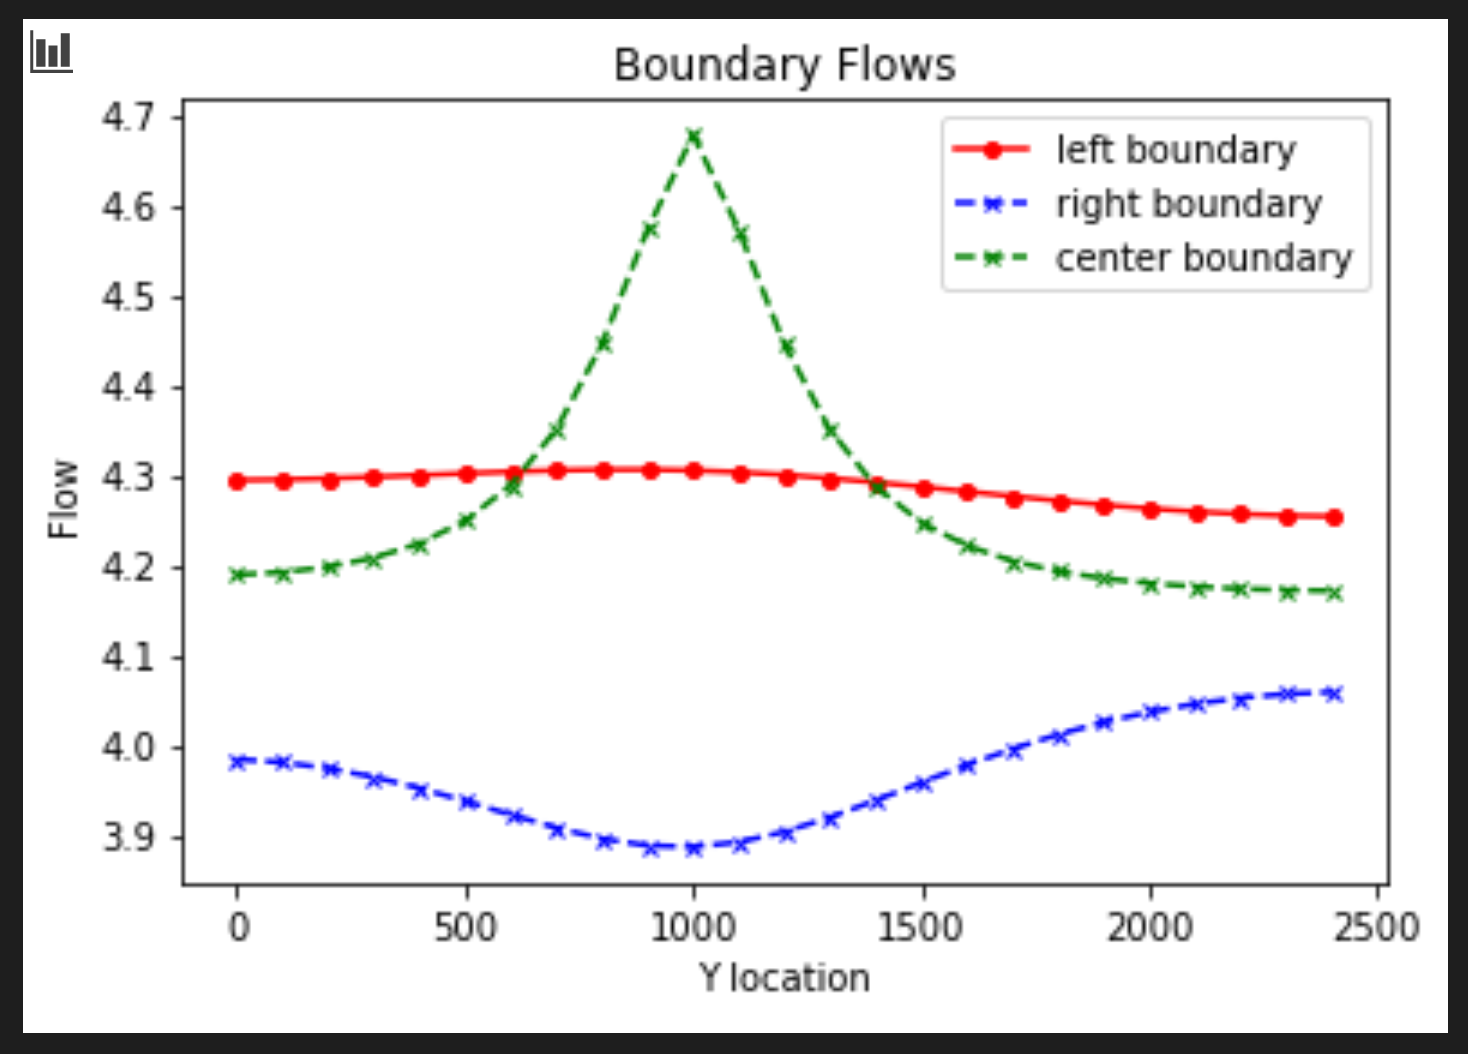 Boundary Flows
4.7
4.6
4.5
4.4
4.3
4.2
4.1
4.0
3.9
Flow
left boundary
right boundary
center boundary
0 500 1000 1500 2000 2500
Y location